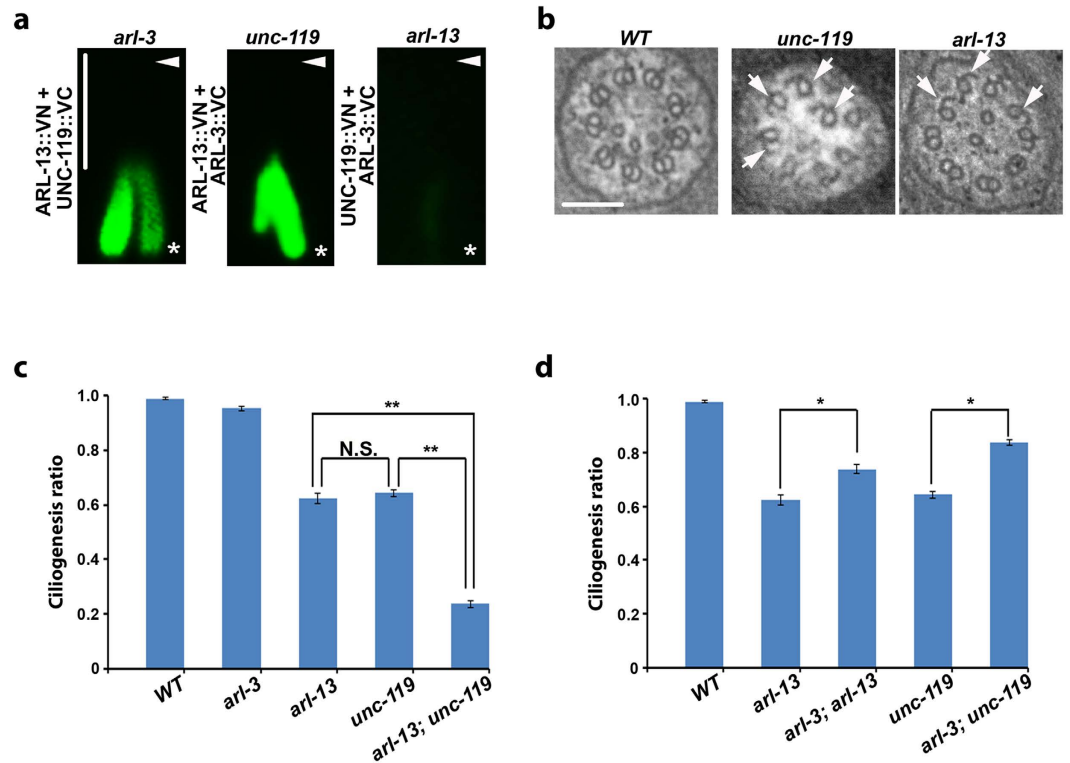 a
arl-3
unc-119
arl-13
ARL-13::VN +
UNC-119::VC
ARL-13::VN +
ARL-3::VC
UNC-119::VN +
ARL-3::VC
*
*
*
b
WT
unc-119
arl-13
c
Ciliogenesis ratio
1.0
0.8
0.6
0.4
0.2
0
**
N.S.
**
WT
arl-3
arl-13
unc-119
arl-13; unc-119
d
Ciliogenesis ratio
1.0
0.8
0.6
0.4
0.2
0
*
*
WT
arl-13
arl-3; arl-13
unc-119
arl-3; unc-119